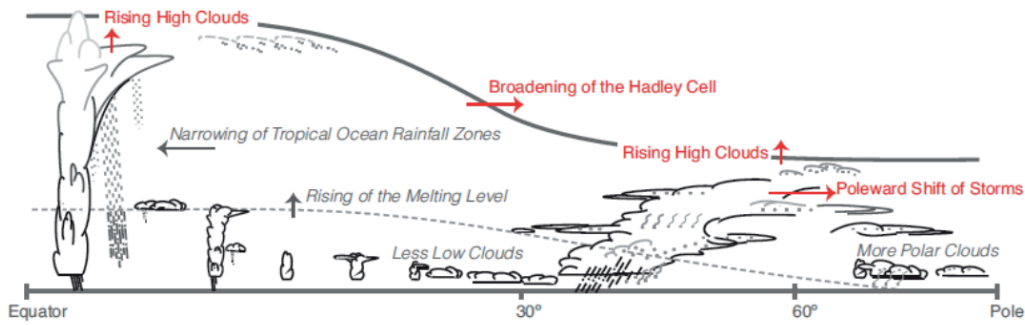 Rising High Clouds
Broadening of the Hadley Cell
Narrowing of Tropical Ocean Rainfall Zones
Rising High Clouds
Poleward Shift of Storms
Rising of the Melting Level
Less Low Clouds
More Polar Clouds
Equator 30° 60° Pole